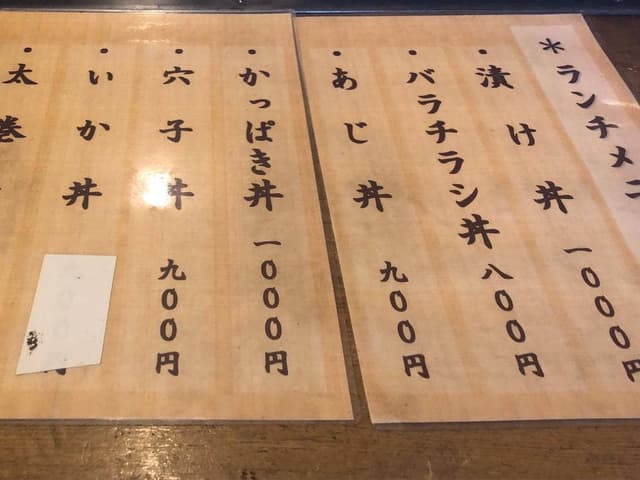 ＊ランチメニ
・漬け丼 一〇〇〇円
・バラチラシ丼 八〇〇円
・あじ丼 九〇〇円
・かっぱき丼 一〇〇〇円
・穴子丼 九〇〇円
・いか丼
・太巻